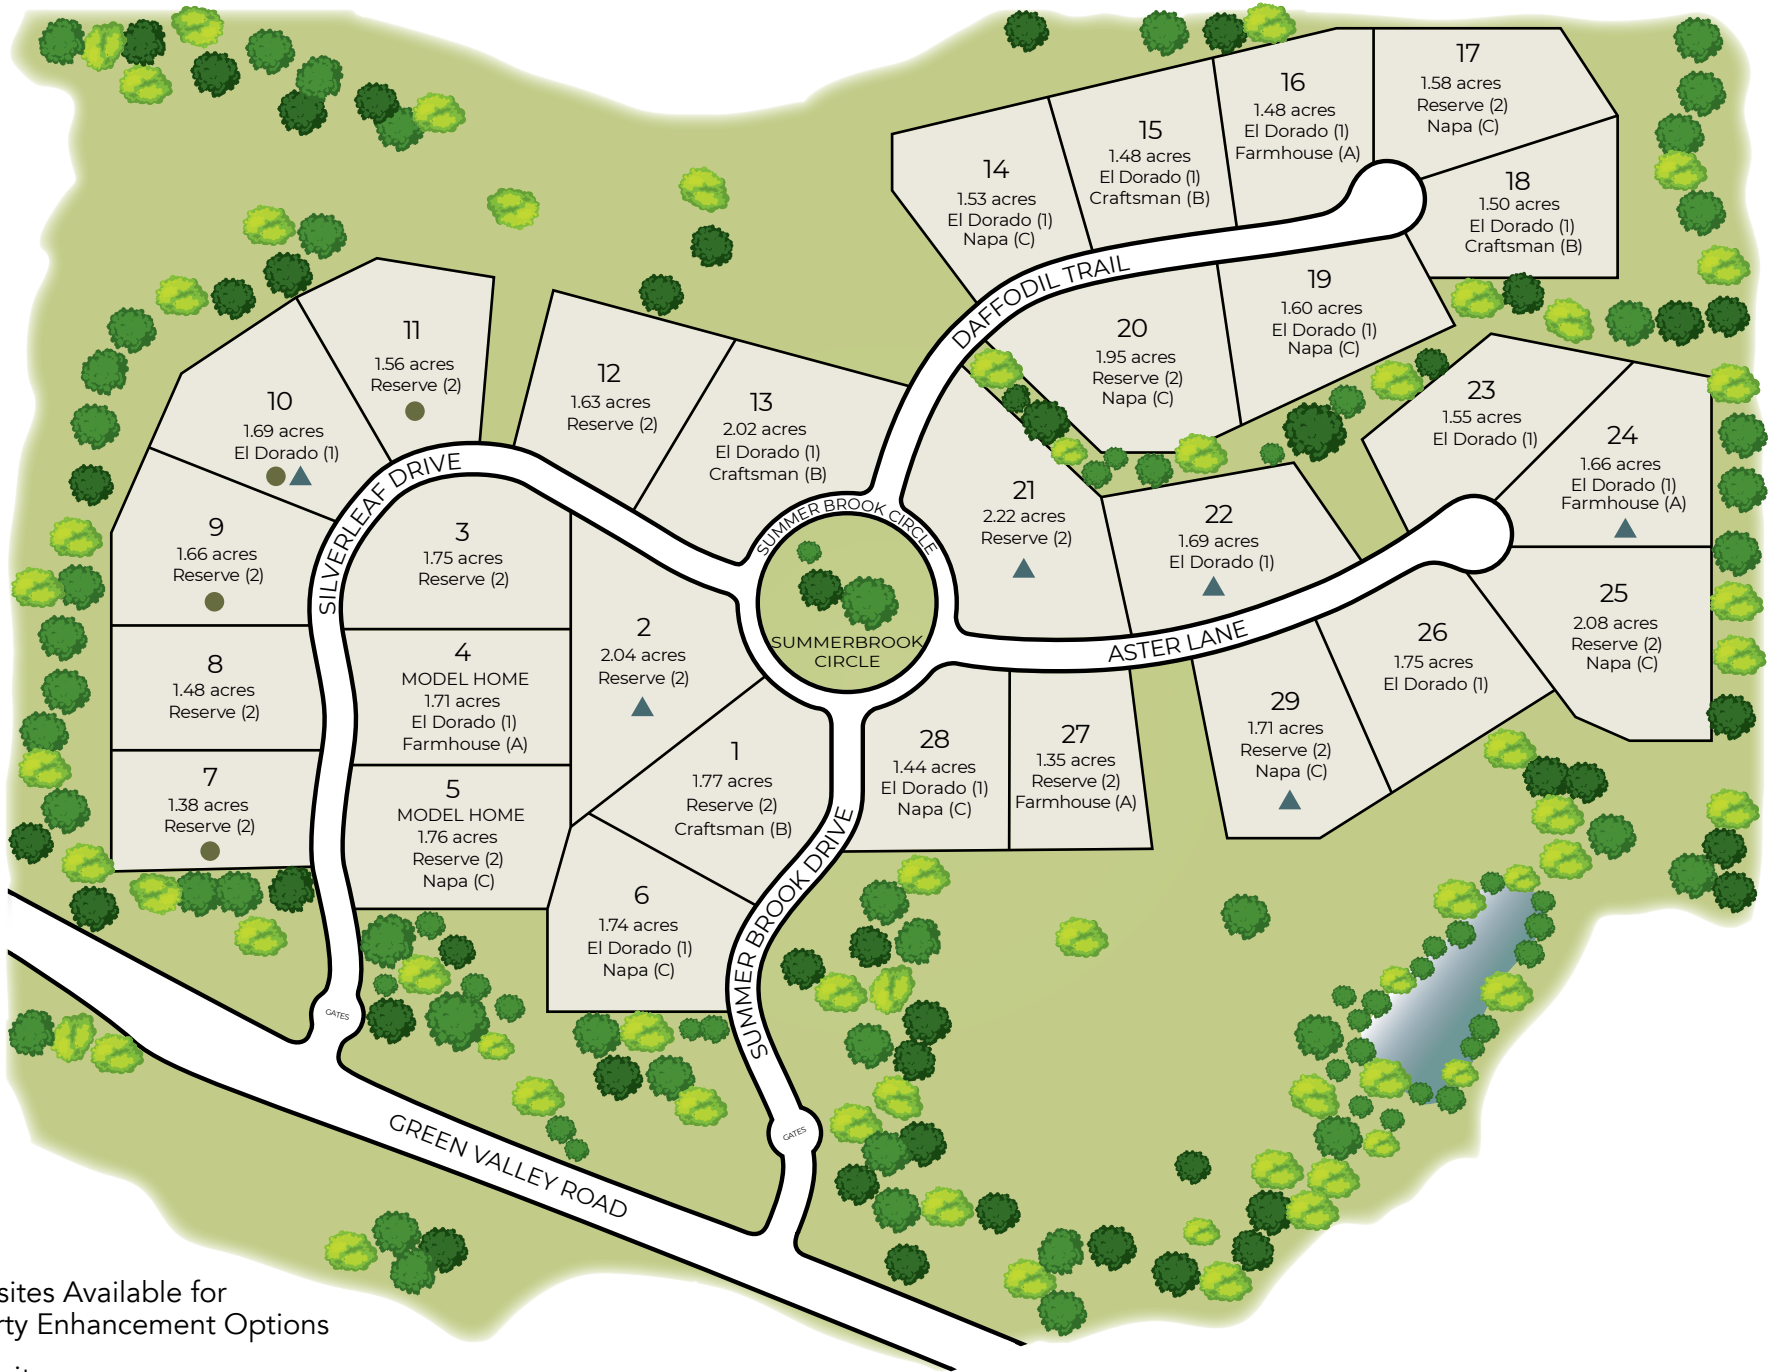 17
1.58 acres
Reserve (2)
Napa (C)
16
1.48 acres
El Dorado (1)
Farmhouse (A)
15
1.48 acres
El Dorado (1)
Craftsman (B)
14
1.53 acres
El Dorado (1)
Napa (C)
18
1.50 acres
El Dorado (1)
Craftsman (B)
DAFFODIL TRAIL
19
1.60 acres
El Dorado (1)
Napa (C)
20
1.95 acres
Reserve (2)
Napa (C)
11
1.56 acres
Reserve (2)
12
1.63 acres
Reserve (2)
13
2.02 acres
El Dorado (1)
Craftsman (B)
10
1.69 acres
El Dorado (1)
23
1.55 acres
El Dorado (1)
24
1.66 acres
El Dorado (1)
Farmhouse (A)
SILVERLEAF DRIVE
9
1.66 acres
Reserve (2)
3
1.75 acres
Reserve (2)
SUMMER BROOK CIRCLE
21
2.22 acres
Reserve (2)
22
1.69 acres
El Dorado (1)
SUMMERBROOK
CIRCLE
ASTER LANE
25
2.08 acres
Reserve (2)
Napa (C)
26
1.75 acres
El Dorado (1)
2
2.04 acres
Reserve (2)
8
1.48 acres
Reserve (2)
4
MODEL HOME
1.71 acres
El Dorado (1)
Farmhouse (A)
29
1.71 acres
Reserve (2)
Napa (C)
28
1.44 acres
El Dorado (1)
Napa (C)
27
1.35 acres
Reserve (2)
Farmhouse (A)
1
1.77 acres
Reserve (2)
Craftsman (B)
7
1.38 acres
Reserve (2)
5
MODEL HOME
1.76 acres
Reserve (2)
Napa (C)
6
1.74 acres
El Dorado (1)
Napa (C)
SUMMER BROOK DRIVE
GATES
GATES
GREEN VALLEY ROAD
sites Available for
rty Enhancement Options